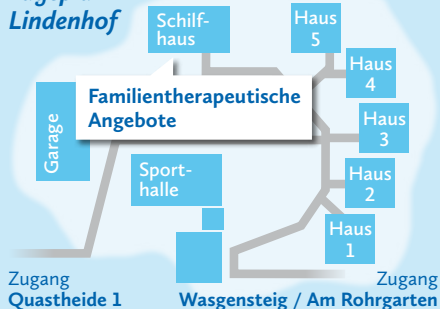 Lindenhof
Schilf-
haus
Haus
5
Haus
4
Familientherapeutische
Angebote
Garage
Haus
3
Sport-
halle
Haus
2
Haus
1
Zugang
Quastheide 1
Zugang
Wasgensteig / Am Rohrgarten